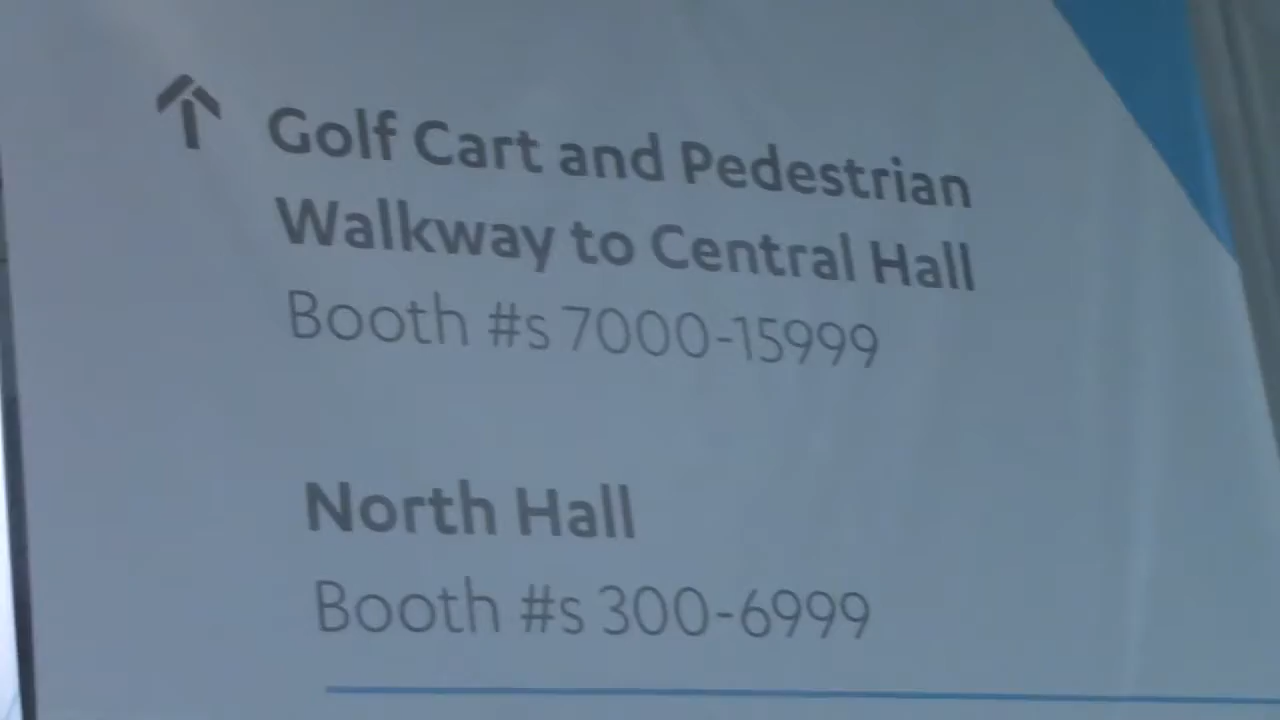 Golf Cart and Pedestrian
Walkway to Central Hall
Booth #s 7000-15999
North Hall
Booth #s 300-6999